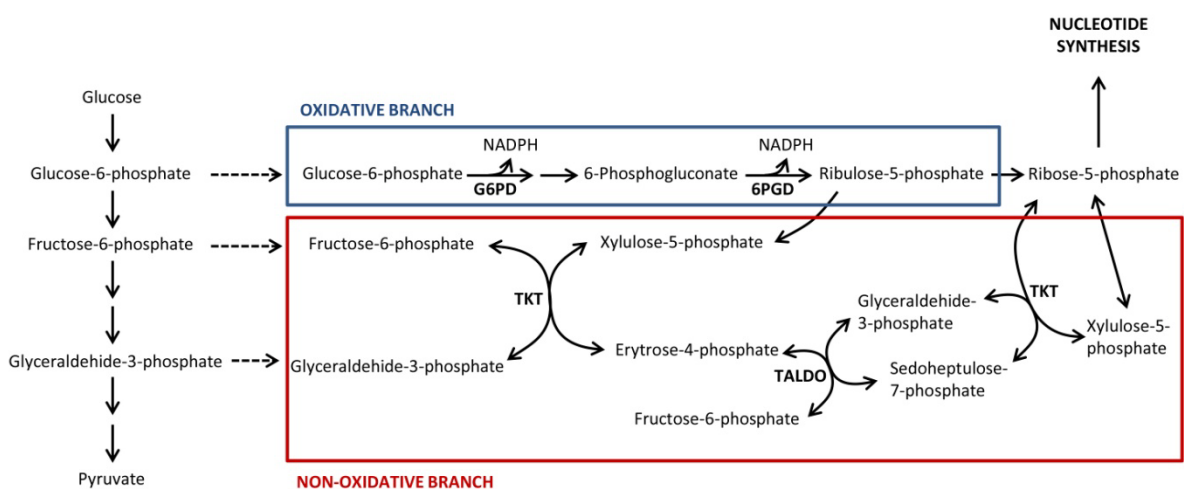 NUCLEOTIDE
SYNTHESIS
Glucose
OXIDATIVE BRANCH
NADPH
NADPH
Glucose-6-phosphate
Glucose-6-phosphate
G6PD
6-Phosphogluconate
6PGD
Ribulose-5-phosphate
Ribose-5-phosphate
Fructose-6-phosphate
Fructose-6-phosphate
Xylulose-5-phosphate
TKT
TKT
Glyceraldehide-
3-phosphate
Xylulose-5-
phosphate
Glyceraldehide-3-phosphate
Glyceraldehide-3-phosphate
Erytrose-4-phosphate
TALDO
Sedoheptulose-
7-phosphate
Fructose-6-phosphate
Pyruvate
NON-OXIDATIVE BRANCH